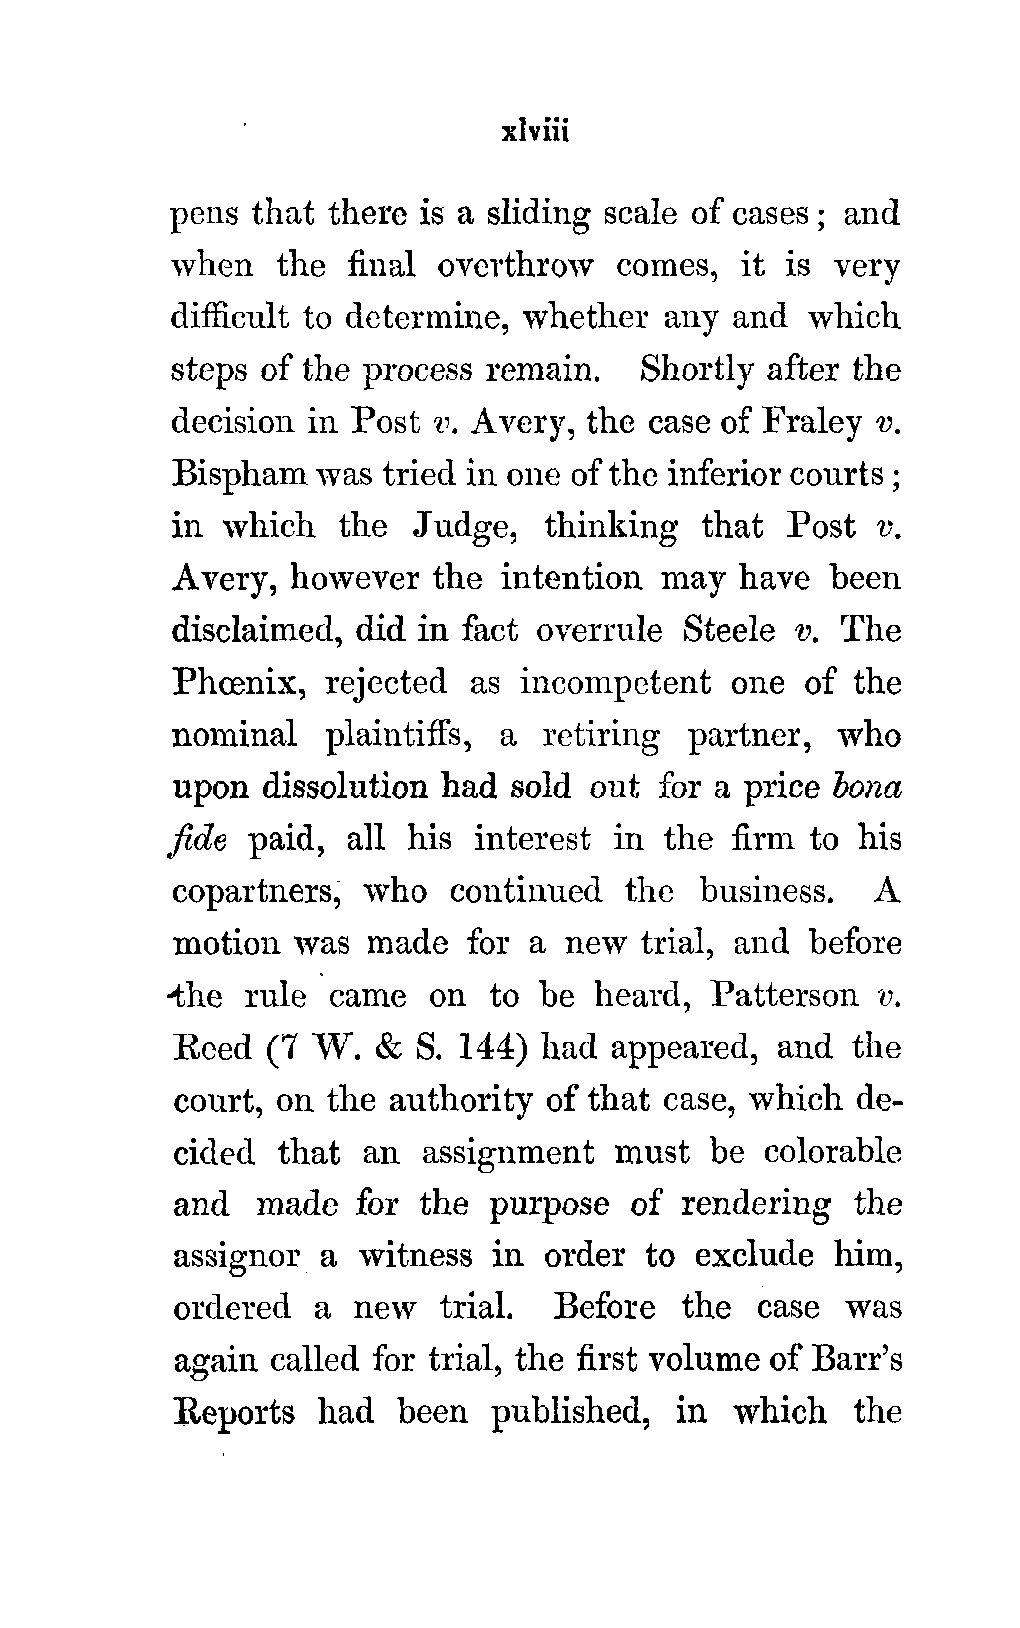 xlviii
pens that there is a sliding scale of cases; and
when the final overthrow comes, it is very
difficult to determine, whether any and which
steps of the process remain. Shortly after the
decision in Post v. Avery, the case of Fraley v.
Bispham was tried in one of the inferior courts;
in which the Judge, thinking that Post v.
Avery, however the intention may have been
disclaimed, did in fact overrule Steele v. The
Phœnix, rejected as incompetent one of the
nominal plaintiffs, a retiring partner, who
upon dissolution had sold out for a price bona
fide paid, all his interest in the firm to his
copartners, who continued the business. A
motion was made for a new trial, and before
the rule came on to be heard, Patterson v.
Reed (7 W. & S. 144) had appeared, and the
court, on the authority of that case, which de-
cided that an assignment must be colorable
and made for the purpose of rendering the
assignor a witness in order to exclude him,
ordered a new trial. Before the case was
again called for trial, the first volume of Barr's
Reports had been published, in which the